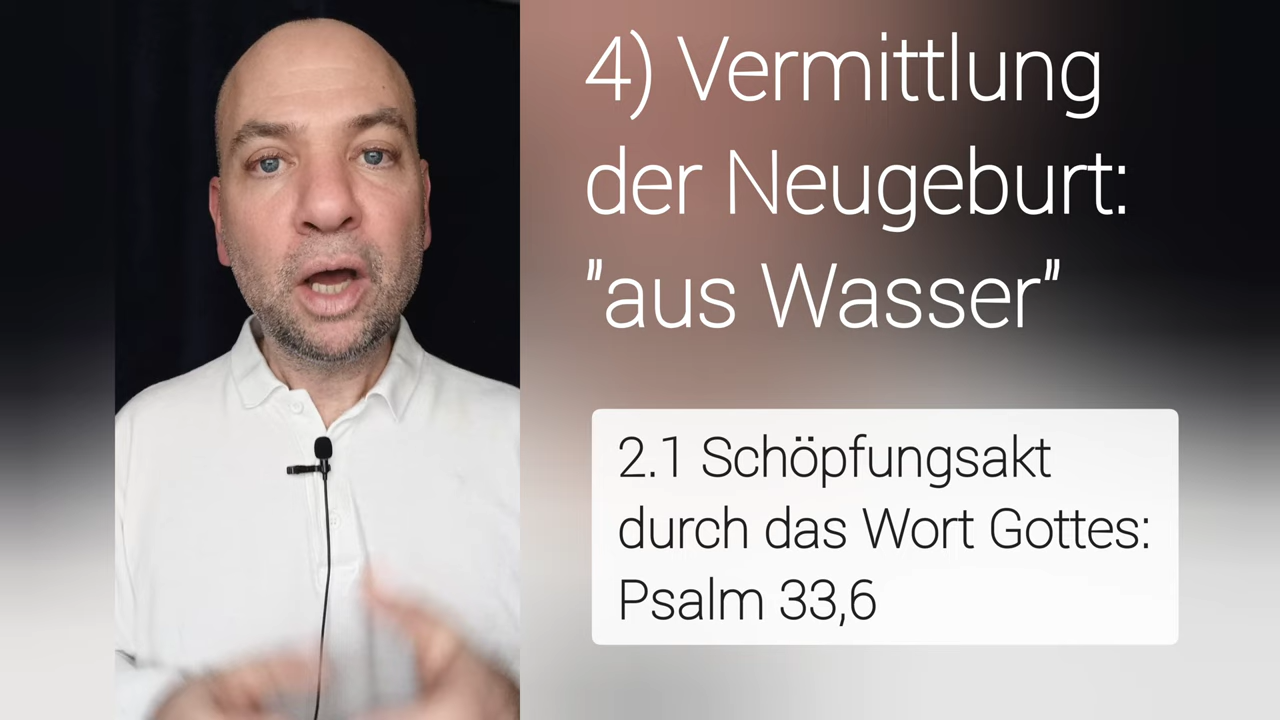 4) Vermittlung
der Neugeburt:
"aus Wasser"
2.1 Schöpfungsakt
durch das Wort Gottes:
Psalm 33,6